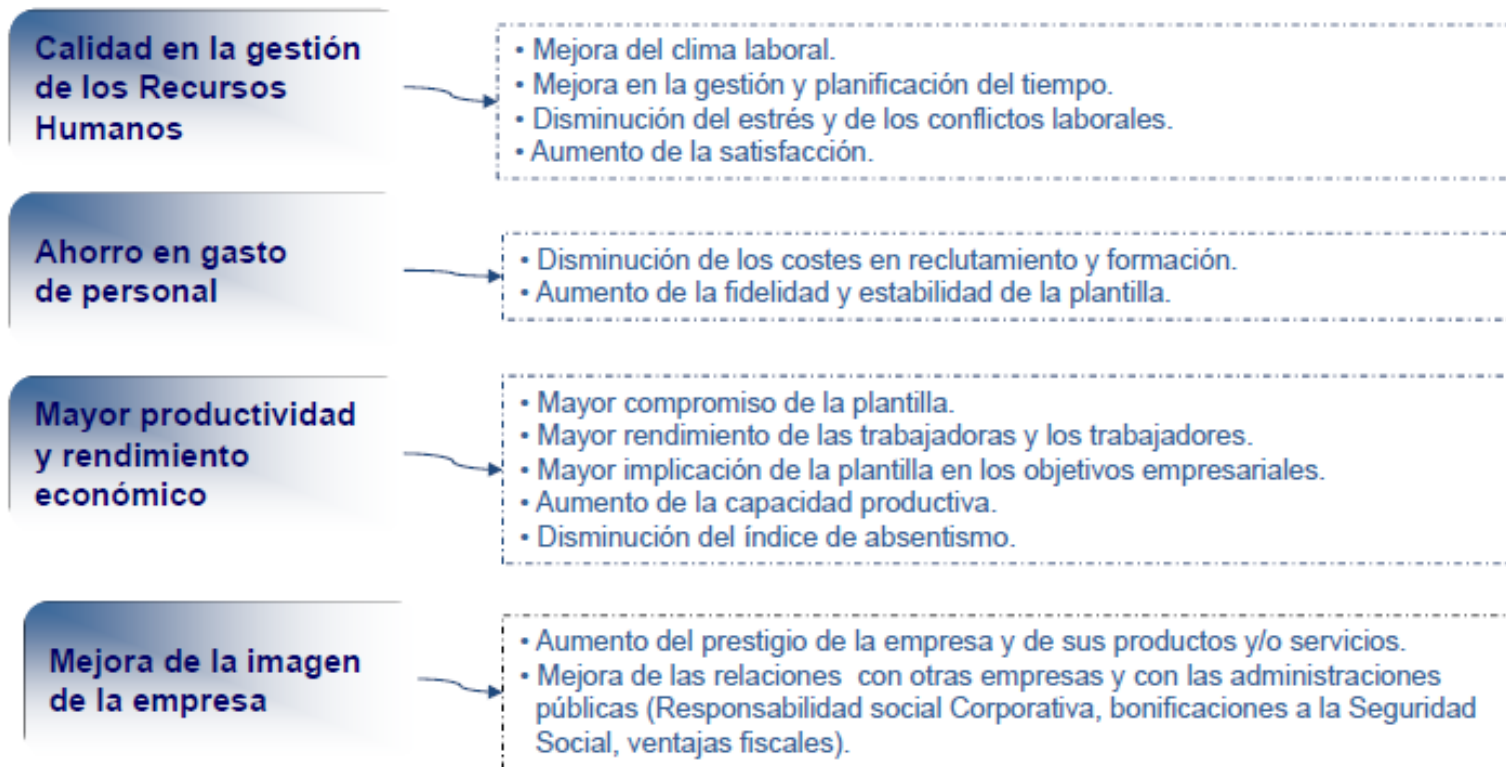 Calidad en la gestión
de los Recursos
Humanos
• Mejora del clima laboral.
• Mejora en la gestión y planificación del tiempo.
• Disminución del estrés y de los conflictos laborales.
• Aumento de la satisfacción.
Ahorro en gasto
de personal
• Disminución de los costes en reclutamiento y formación.
• Aumento de la fidelidad y estabilidad de la plantilla.
Mayor productividad
y rendimiento
económico
• Mayor compromiso de la plantilla.
• Mayor rendimiento de las trabajadoras y los trabajadores.
• Mayor implicación de la plantilla en los objetivos empresariales.
• Aumento de la capacidad productiva.
• Disminución del índice de absentismo.
Mejora de la imagen
de la empresa
• Aumento del prestigio de la empresa y de sus productos y/o servicios.
• Mejora de las relaciones con otras empresas y con las administraciones
públicas (Responsabilidad social Corporativa, bonificaciones a la Seguridad
Social, ventajas fiscales).